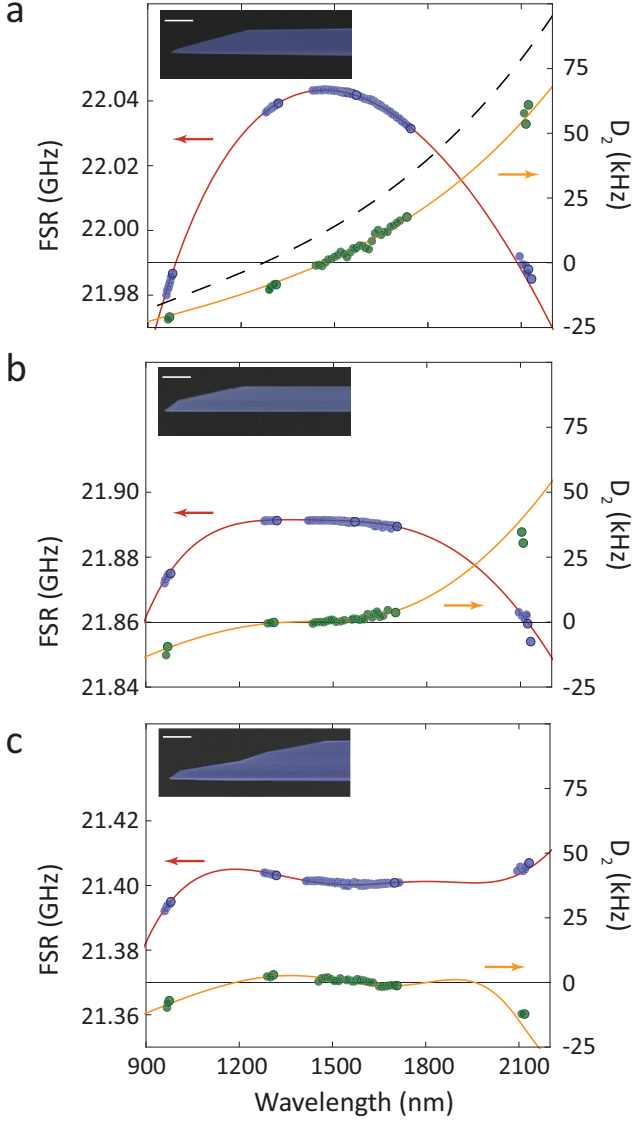 a
22.04
22.02
22.00
21.98
FSR (GHz)
75
50
25
0
-25
D2 (kHz)
b
21.90
21.88
21.86
21.84
FSR (GHz)
75
50
25
0
-25
D2 (kHz)
c
21.42
21.40
21.38
21.36
FSR (GHz)
75
50
25
0
-25
D2 (kHz)
900 1200 1500 1800 2100
Wavelength (nm)